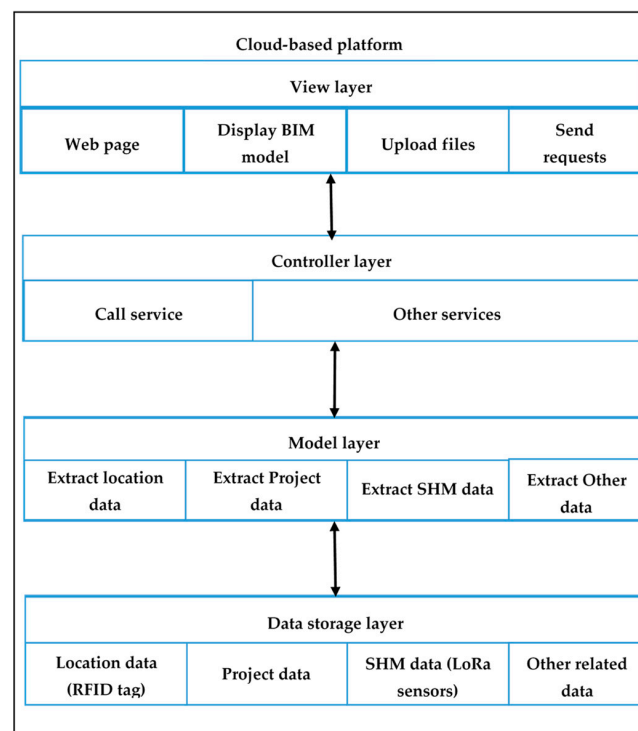 Cloud-based platform
View layer
Web page
Display BIM
model
Upload files
Send
requests
Controller layer
Call service
Other services
Model layer
Extract location
data
Extract Project
data
Extract SHM data
Extract Other
data
Data storage layer
Location data
(RFID tag)
Project data
SHM data (LoRa
sensors)
Other related
data